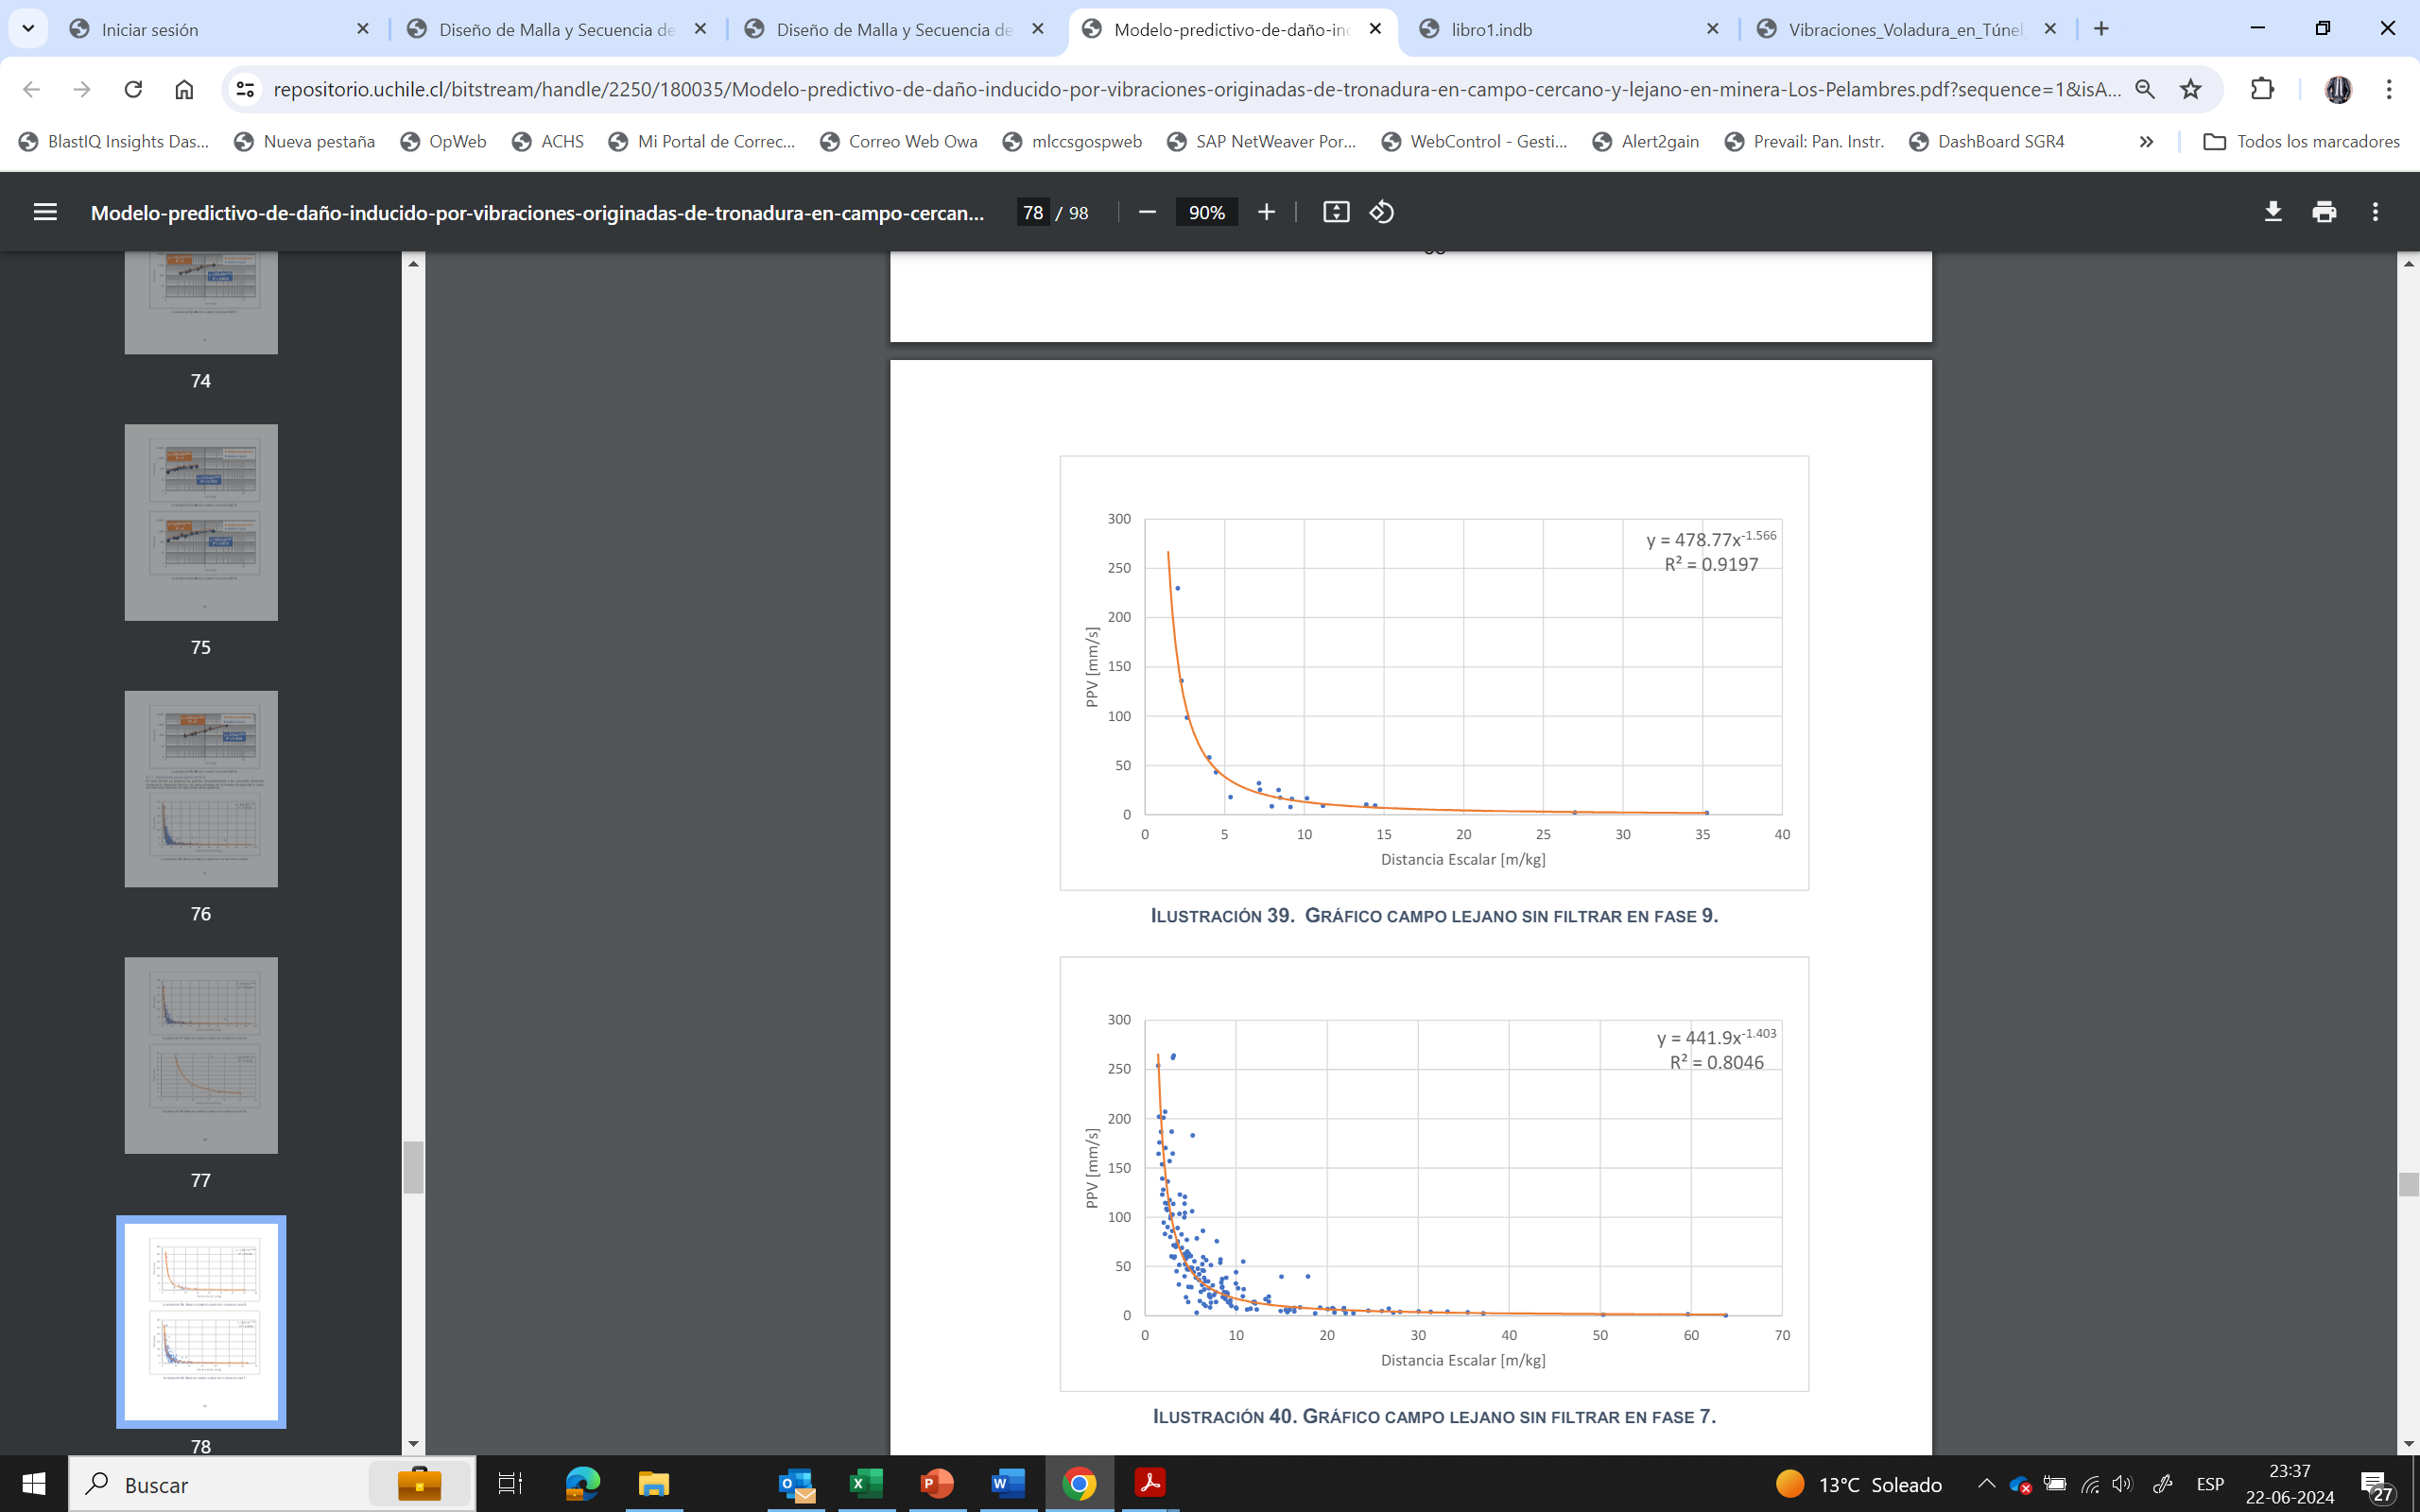 Iniciar sesión
Diseño de Malla y Secuencia de
Diseño de Malla y Secuencia de
Modelo-predictivo-de-daño-in
libro1.indb
Vibraciones_Voladura_en_Túnel
repositorio.uchile.cl/bitstream/handle/2250/180035/Modelo-predictivo-de-daño-inducido-por-vibraciones-originadas-de-tronadura-en-campo-cercano-y-lejano-en-minera-Los-Pelambres.pdf?sequence=1&isA...
BlastIQ Insights Das...
Nueva pestaña
OpWeb
ACHS
Mi Portal de Correc...
Correo Web Owa
mlccsgospweb
SAP NetWeaver Por...
WebControl - Gesti...
Alert2gain
Prevail: Pan. Instr.
DashBoard SGR4
»
Todos los marcadores
Modelo-predictivo-de-daño-inducido-por-vibraciones-originadas-de-tronadura-en-campo-cercan...
78 / 98
90%
74
75
76
77
78
300
250
200
150
100
50
0
PPV [mm/s]
y = 478.77x^-1.566
R² = 0.9197
0 5 10 15 20 25 30 35 40
Distancia Escalar [m/kg]
ILUSTRACIÓN 39. GRÁFICO CAMPO LEJANO SIN FILTRAR EN FASE 9.
300
250
200
150
100
50
0
PPV [mm/s]
y = 441.9x^-1.403
R² = 0.8046
0 10 20 30 40 50 60 70
Distancia Escalar [m/kg]
ILUSTRACIÓN 40. GRÁFICO CAMPO LEJANO SIN FILTRAR EN FASE 7.
Buscar
13°C Soleado
ESP
23:37
22-06-2024
27